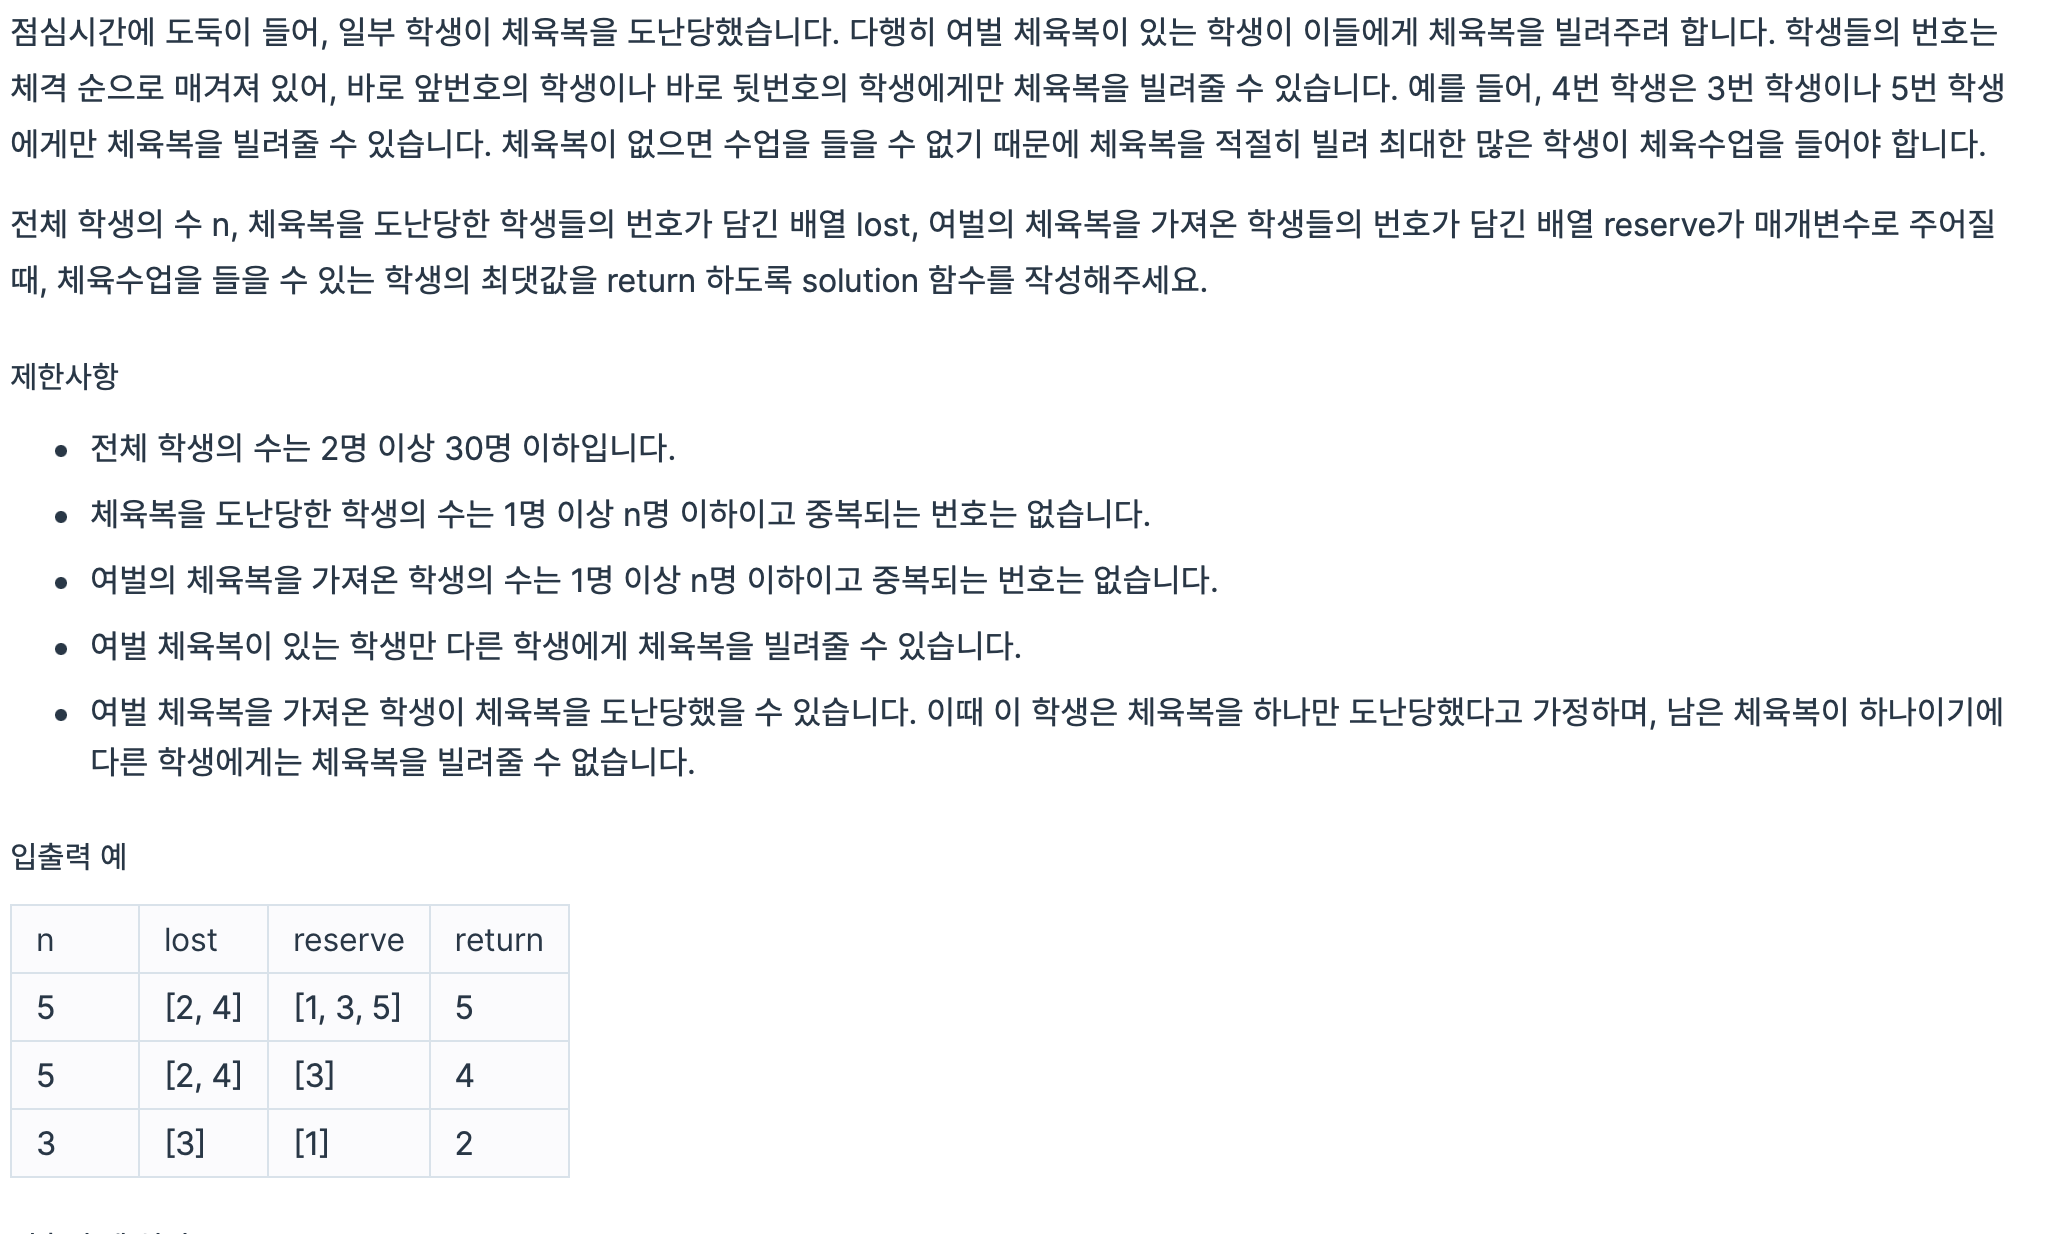 점심시간에 도둑이 들어, 일부 학생이 체육복을 도난당했습니다. 다행히 여벌 체육복이 있는 학생이 이들에게 체육복을 빌려주려 합니다. 학생들의 번호는
체격 순으로 매겨져 있어, 바로 앞번호의 학생이나 바로 뒷번호의 학생에게만 체육복을 빌려줄 수 있습니다. 예를 들어, 4번 학생은 3번 학생이나 5번 학생
에게만 체육복을 빌려줄 수 있습니다. 체육복이 없으면 수업을 들을 수 없기 때문에 체육복을 적절히 빌려 최대한 많은 학생이 체육수업을 들어야 합니다.
전체 학생의 수 n, 체육복을 도난당한 학생들의 번호가 담긴 배열 lost, 여벌의 체육복을 가져온 학생들의 번호가 담긴 배열 reserve가 매개변수로 주어질
때, 체육수업을 들을 수 있는 학생의 최댓값을 return 하도록 solution 함수를 작성해주세요.
제한사항
• 전체 학생의 수는 2명 이상 30명 이하입니다.
• 체육복을 도난당한 학생의 수는 1명 이상 n명 이하이고 중복되는 번호는 없습니다.
• 여벌의 체육복을 가져온 학생의 수는 1명 이상 n명 이하이고 중복되는 번호는 없습니다.
• 여벌 체육복이 있는 학생만 다른 학생에게 체육복을 빌려줄 수 있습니다.
• 여벌 체육복을 가져온 학생이 체육복을 도난당했을 수 있습니다. 이때 이 학생은 체육복을 하나만 도난당했다고 가정하며, 남은 체육복이 하나이기에
다른 학생에게는 체육복을 빌려줄 수 없습니다.
입출력 예
n lost reserve return
5 [2, 4] [1, 3, 5] 5
5 [2, 4] [3] 4
3 [3] [1] 2